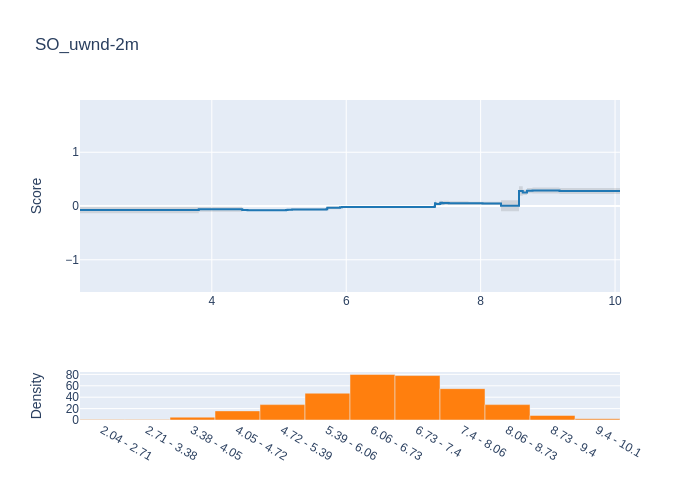 SO_uwnd-2m
Score
1
0
−1
4
6
8
10
Density
80
60
40
20
0
2.04 - 2.71
2.71 - 3.38
3.38 - 4.05
4.05 - 4.72
4.72 - 5.39
5.39 - 6.06
6.06 - 6.73
6.73 - 7.4
7.4 - 8.06
8.06 - 8.73
8.73 - 9.4
9.4 - 10.1